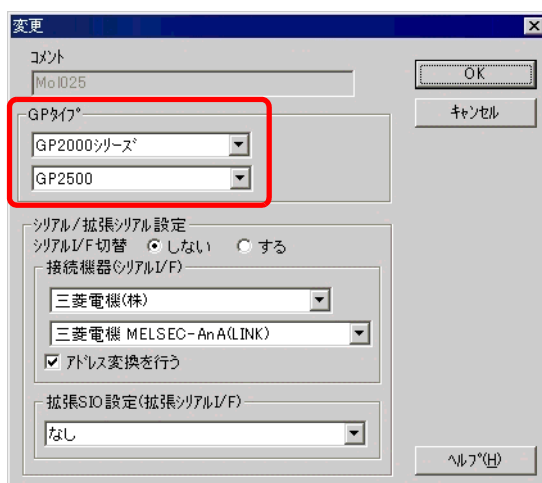 変更
コメント
Mol025
OK
キャンセル
GPタイプ
GP2000シリーズ
GP2500
シリアル/拡張シリアル設定
シリアルI/F切替 しない する
接続機器(シリアルI/F)
三菱電機(株)
三菱電機 MELSEC-AnA(LINK)
アドレス変換を行う
拡張SIO設定(拡張シリアルI/F)
なし
ヘルプ(H)